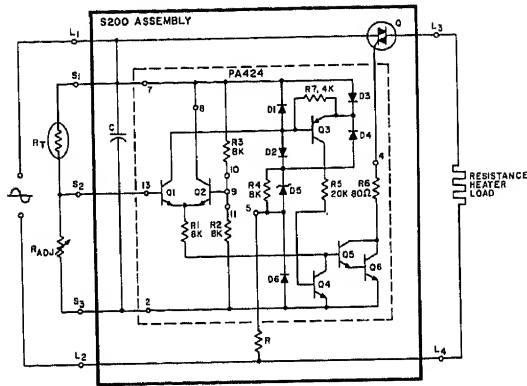 S200 ASSEMBLY
L1
Q
L3
S1
7
PA424
8
R7, 4K
D1
D3
RT
C
R3
8K
Q3
D2
D4
4
10
S2
13
Q1
Q2
9
R4
8K
D5
R5
20K
R6
80Ω
RESISTANCE
HEATER
LOAD
11
5
RADJ
R1
8K
R2
8K
Q5
D6
Q4
Q6
S3
2
R
L2
L4